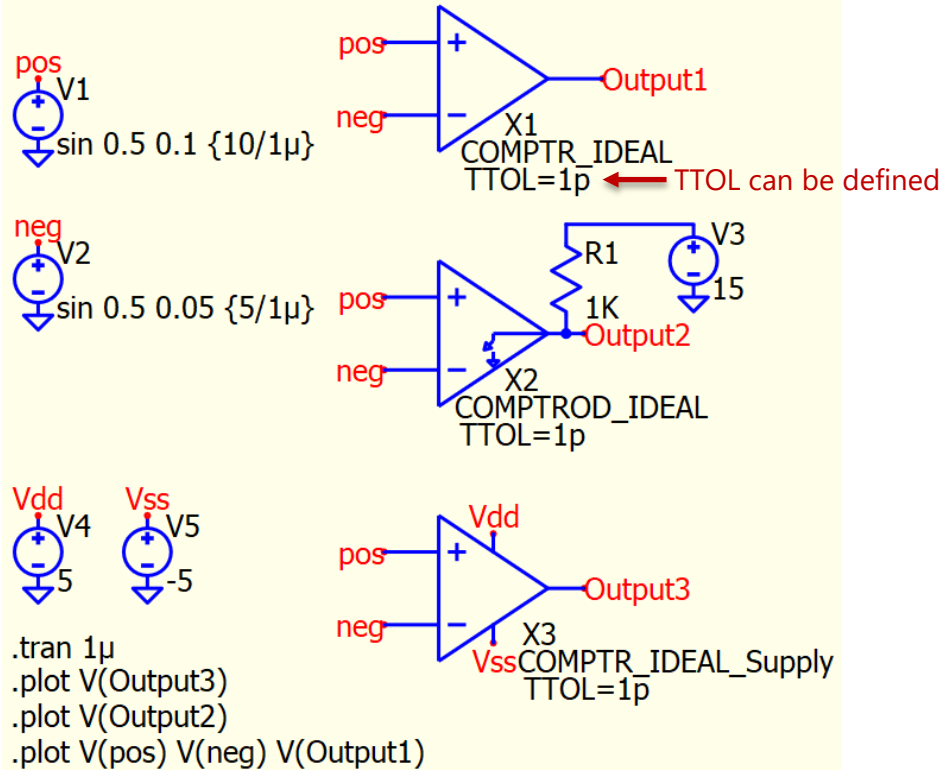 pos
V1
sin 0.5 0.1 {10/1µ}
pos
neg
+
−
Output1
X1
COMPTR_IDEAL
TTOL=1p
TTOL can be defined
neg
V2
sin 0.5 0.05 {5/1µ}
pos
neg
+
−
R1
1K
V3
15
Output2
X2
COMPTROD_IDEAL
TTOL=1p
Vdd
V4
5
Vss
V5
-5
pos
neg
+
−
Vdd
Output3
X3
Vss
COMPTR_IDEAL_Supply
TTOL=1p
.tran 1µ
.plot V(Output3)
.plot V(Output2)
.plot V(pos) V(neg) V(Output1)